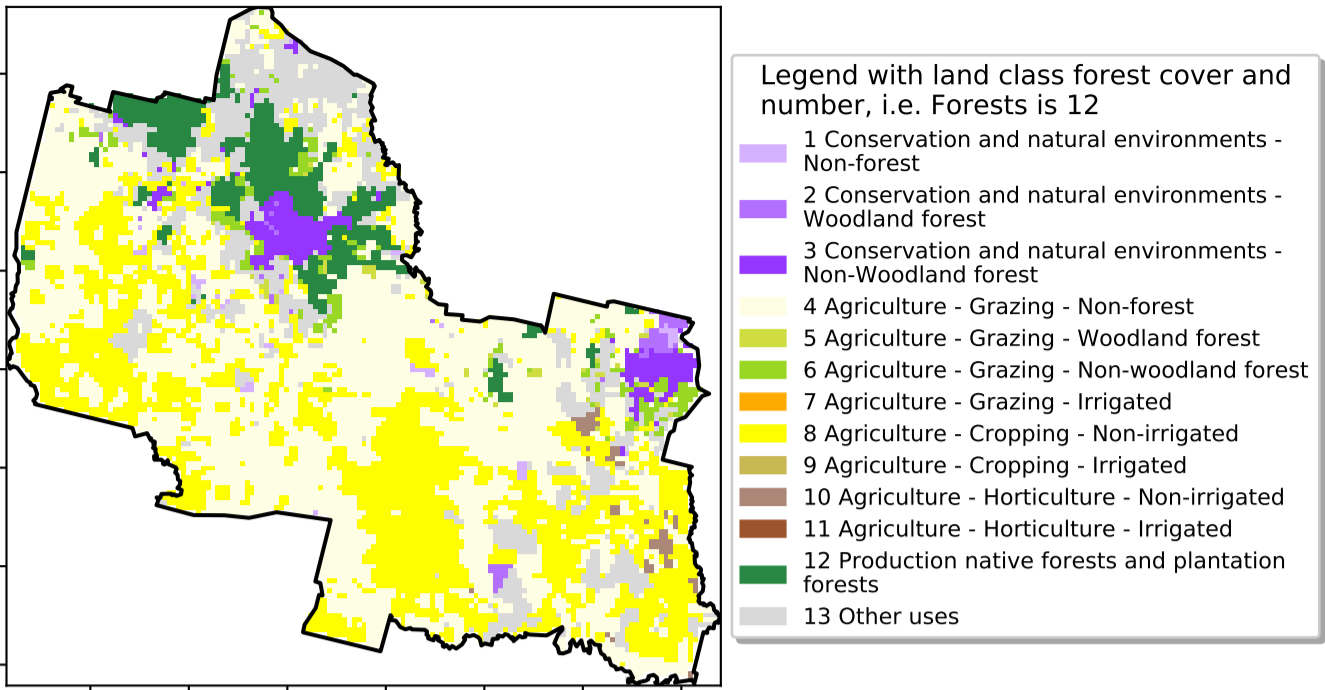 Legend with land class forest cover and
number, i.e. Forests is 12
1 Conservation and natural environments -
Non-forest
2 Conservation and natural environments -
Woodland forest
3 Conservation and natural environments -
Non-Woodland forest
4 Agriculture - Grazing - Non-forest
5 Agriculture - Grazing - Woodland forest
6 Agriculture - Grazing - Non-woodland forest
7 Agriculture - Grazing - Irrigated
8 Agriculture - Cropping - Non-irrigated
9 Agriculture - Cropping - Irrigated
10 Agriculture - Horticulture - Non-irrigated
11 Agriculture - Horticulture - Irrigated
12 Production native forests and plantation
forests
13 Other uses